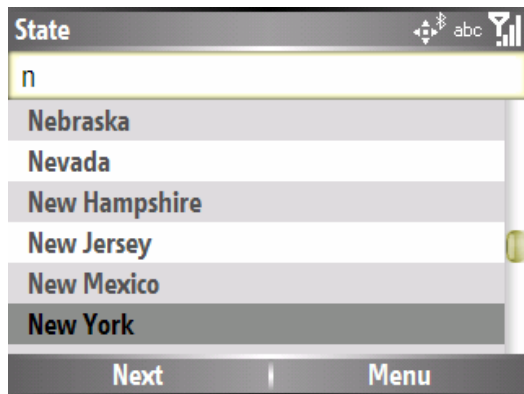 State abc
n
Nebraska
Nevada
New Hampshire
New Jersey
New Mexico
New York
Next Menu